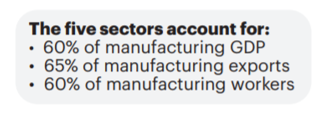 The five sectors account for:
• 60% of manufacturing GDP
• 65% of manufacturing exports
• 60% of manufacturing workers